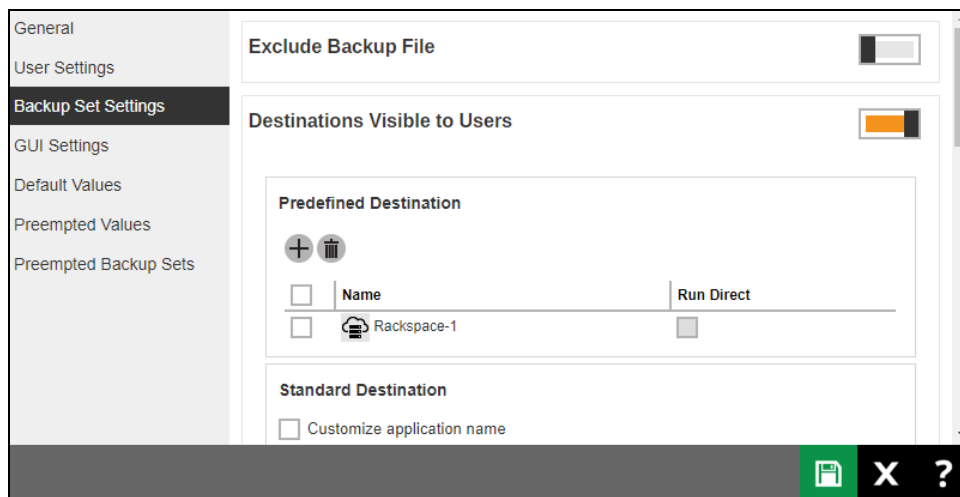 General
User Settings
Backup Set Settings
GUI Settings
Default Values
Preempted Values
Preempted Backup Sets
Exclude Backup File
Destinations Visible to Users
Predefined Destination
Name Run Direct
Rackspace-1
Standard Destination
Customize application name
X ?